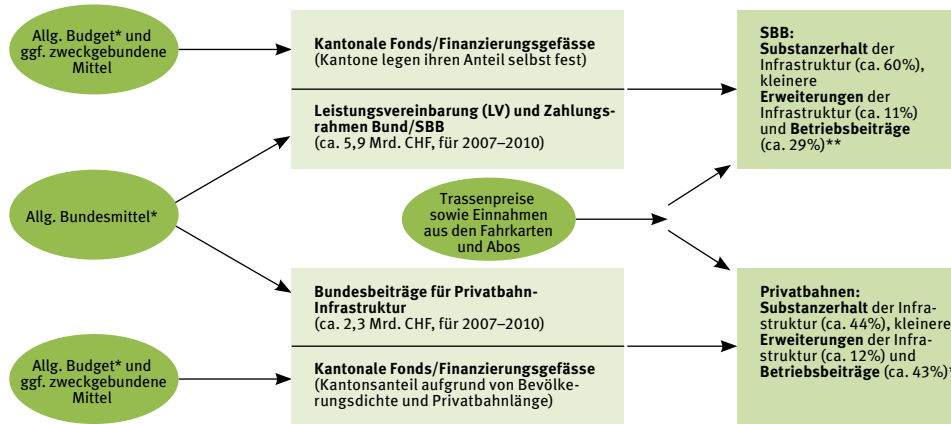 Allg. Budget* und
ggf. zweckgebundene
Mittel
Kantonale Fonds/Finanzierungsgefässe
(Kantone legen ihren Anteil selbst fest)
Leistungsvereinbarung (LV) und Zahlungs-
rahmen Bund/SBB
(ca. 5,9 Mrd. CHF, für 2007–2010)
SBB:
Substanzerhalt der
Infrastruktur (ca. 60%),
kleinere
Erweiterungen der
Infrastruktur (ca. 11%)
und Betriebsbeiträge
(ca. 29%)**
Allg. Bundesmittel*
Trassenpreise
sowie Einnahmen
aus den Fahrkarten
und Abos
Bundesbeiträge für Privatbahn-
Infrastruktur
(ca. 2,3 Mrd. CHF, für 2007–2010)
Allg. Budget* und
ggf. zweckgebundene
Mittel
Kantonale Fonds/Finanzierungsgefässe
(Kantonsanteil aufgrund von Bevölke-
rungsdichte und Privatbahnlänge)
Privatbahnen:
Substanzerhalt der Infra-
struktur (ca. 44%), kleinere
Erweiterungen der Infra-
struktur (ca. 12%) und
Betriebsbeiträge (ca. 43%)*